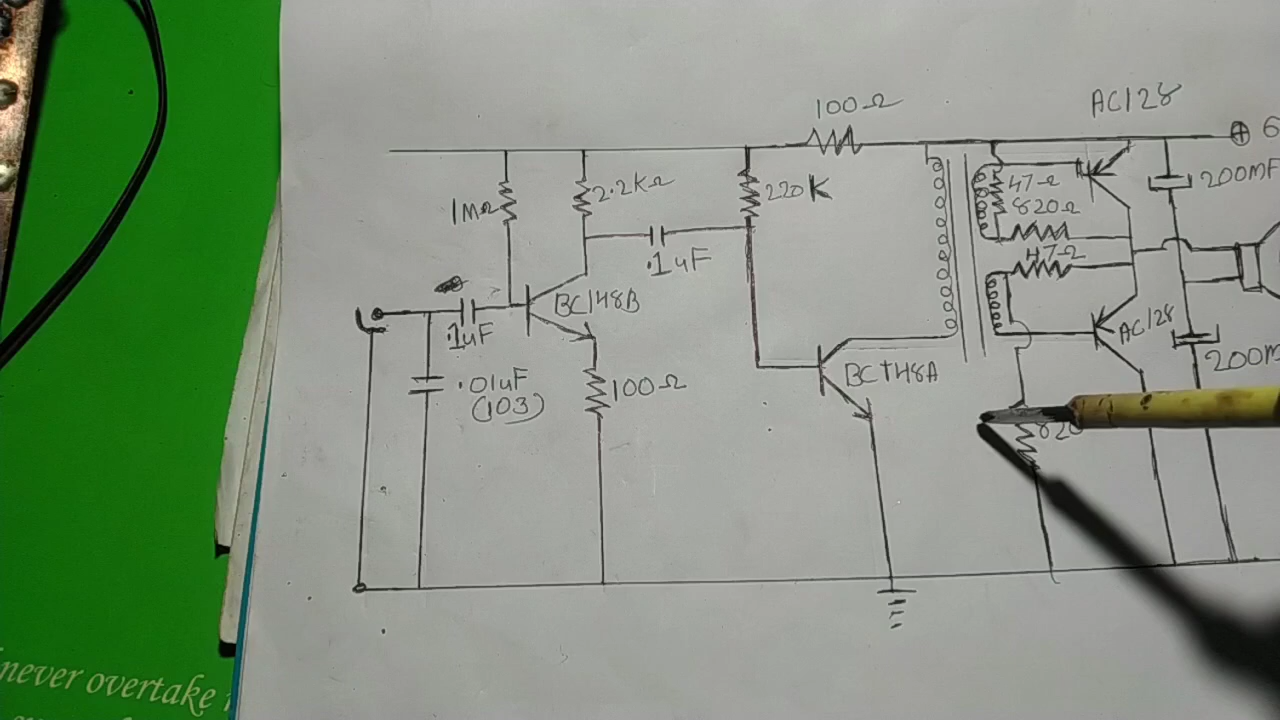 100Ω
AC128
⊕ 6
1MΩ
2.2KΩ
220K
47Ω
820Ω
200MF
.1uF
47Ω
BC148B
.1uF
AC128
.01uF
(103)
100Ω
BC148A
200M
820
never overtake